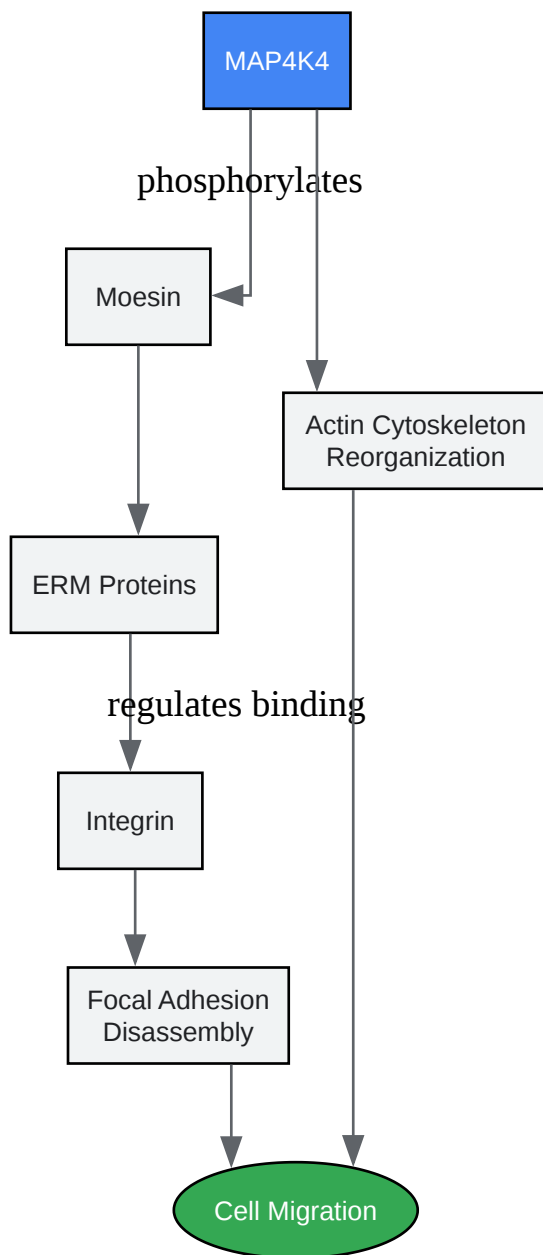 MAP4K4
phosphorylates
Moesin
Actin Cytoskeleton
Reorganization
ERM Proteins
regulates binding
Integrin
Focal Adhesion
Disassembly
Cell Migration